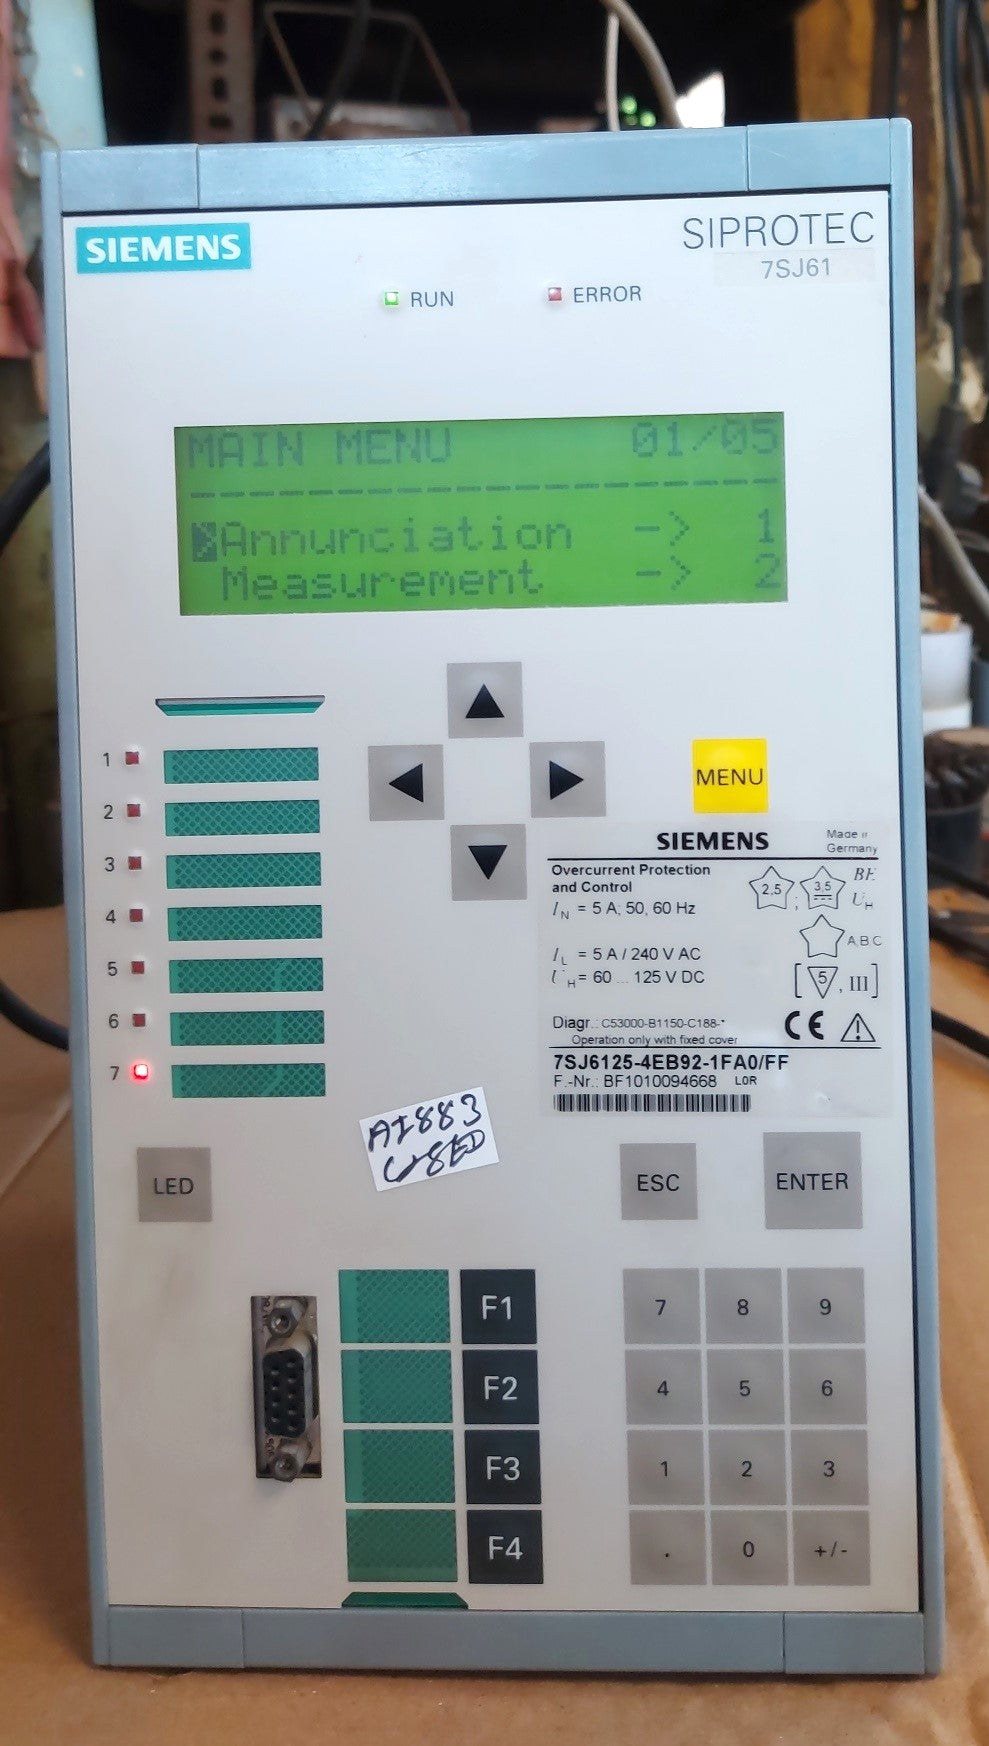 SIEMENS
SIPROTEC
7SJ61
RUN
ERROR
MAIN MENU 01/05
--------------------
Annunciation -> 1
Measurement -> 2
1
2
3
4
5
6
7
MENU
SIEMENS
Made in
Germany
Overcurrent Protection
and Control
IN = 5 A; 50, 60 Hz
IL = 5 A / 240 V AC
UH = 60 ... 125 V DC
2,5 ; 3,5 BF.
UH
A,B,C
[5, III]
Diagr.: C53000-B1150-C188-*
Operation only with fixed cover
CE
7SJ6125-4EB92-1FA0/FF
F.-Nr.: BF1010094668 LOR
AI883
USED
LED
ESC
ENTER
F1
F2
F3
F4
7 8 9
4 5 6
1 2 3
. 0 +/-